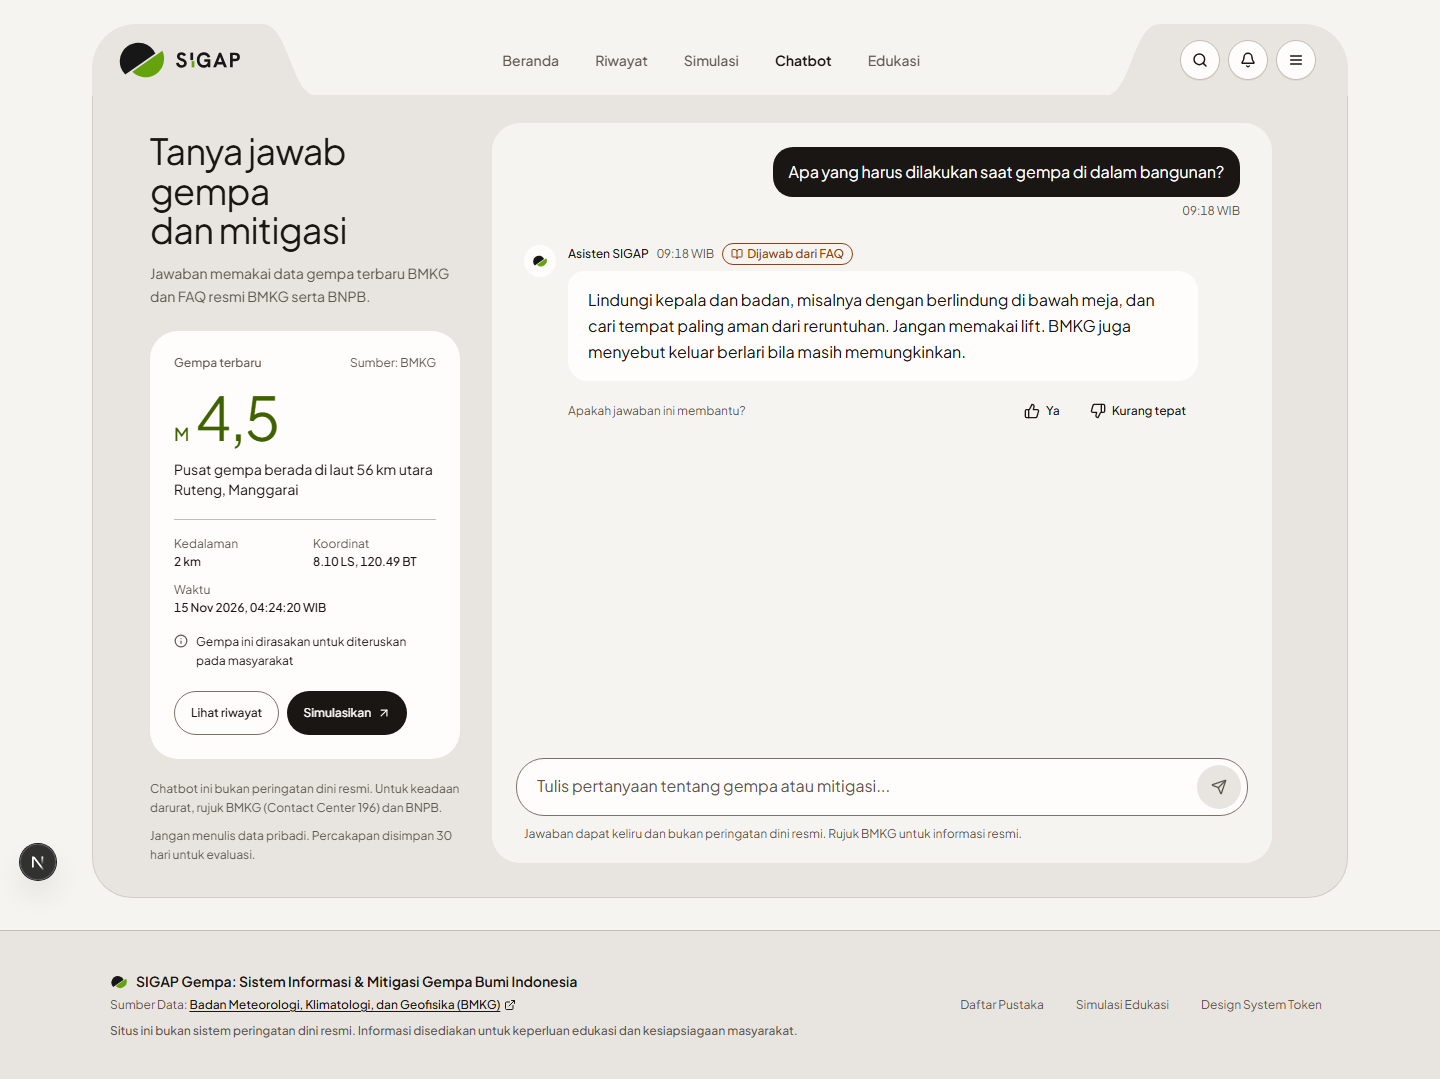 SIGAP
Beranda
Riwayat
Simulasi
Chatbot
Edukasi
Tanya jawab
gempa
dan mitigasi
Jawaban memakai data gempa terbaru BMKG
dan FAQ resmi BMKG serta BNPB.
Gempa terbaru
Sumber: BMKG
M 4,5
Pusat gempa berada di laut 56 km utara
Ruteng, Manggarai
Kedalaman
2 km
Koordinat
8.10 LS, 120.49 BT
Waktu
15 Nov 2026, 04:24:20 WIB
Gempa ini dirasakan untuk diteruskan
pada masyarakat
Lihat riwayat
Simulasikan
Chatbot ini bukan peringatan dini resmi. Untuk keadaan
darurat, rujuk BMKG (Contact Center 196) dan BNPB.
Jangan menulis data pribadi. Percakapan disimpan 30
hari untuk evaluasi.
Apa yang harus dilakukan saat gempa di dalam bangunan?
09:18 WIB
Asisten SIGAP 09:18 WIB Dijawab dari FAQ
Lindungi kepala dan badan, misalnya dengan berlindung di bawah meja, dan
cari tempat paling aman dari reruntuhan. Jangan memakai lift. BMKG juga
menyebut keluar berlari bila masih memungkinkan.
Apakah jawaban ini membantu?
Ya
Kurang tepat
Tulis pertanyaan tentang gempa atau mitigasi...
Jawaban dapat keliru dan bukan peringatan dini resmi. Rujuk BMKG untuk informasi resmi.
N
SIGAP Gempa: Sistem Informasi & Mitigasi Gempa Bumi Indonesia
Sumber Data: Badan Meteorologi, Klimatologi, dan Geofisika (BMKG)
Situs ini bukan sistem peringatan dini resmi. Informasi disediakan untuk keperluan edukasi dan kesiapsiagaan masyarakat.
Daftar Pustaka
Simulasi Edukasi
Design System Token